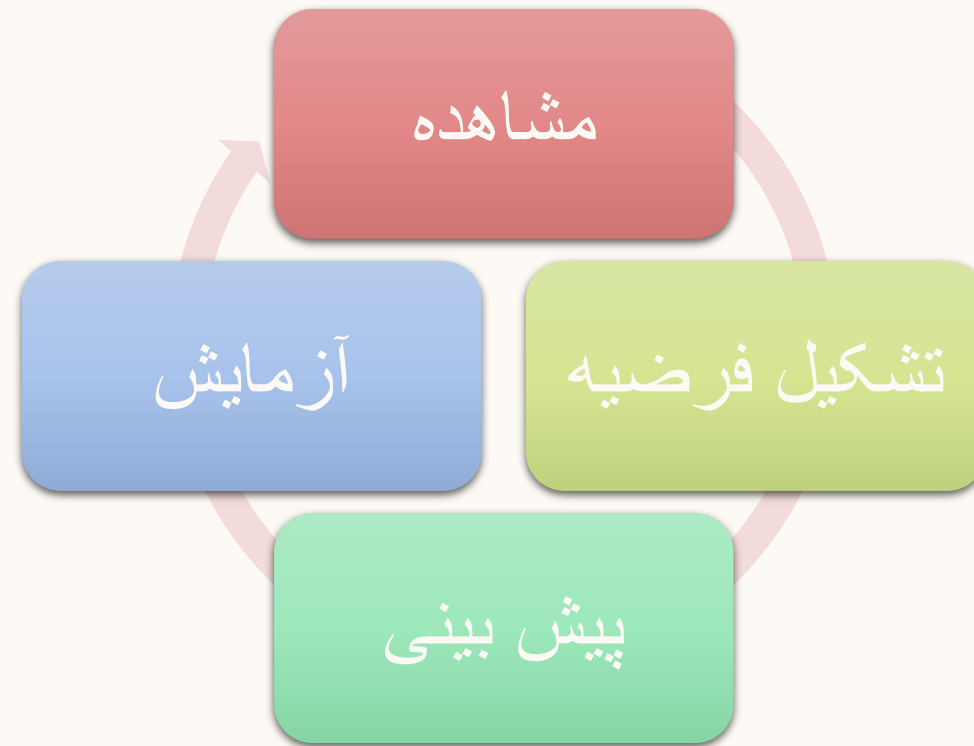 مشاهده
تشکیل فرضیه
پیش بینی
آزمایش